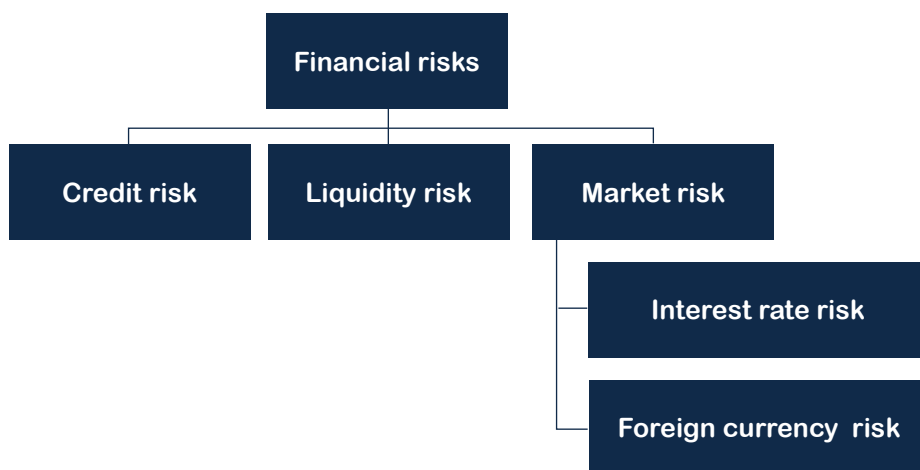 Financial risks
Credit risk
Liquidity risk
Market risk
Interest rate risk
Foreign currency risk